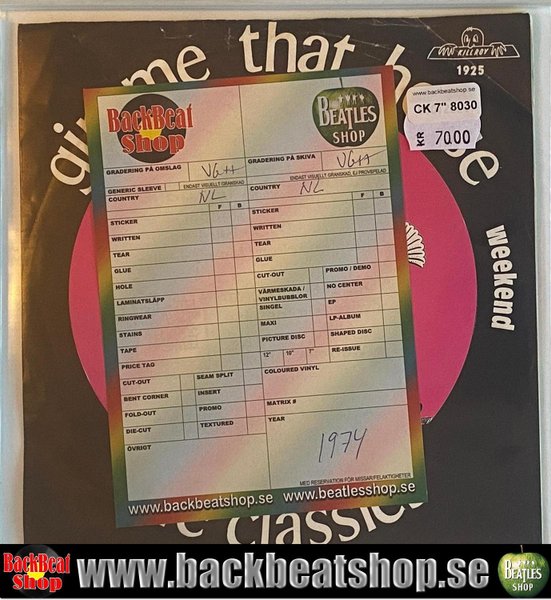 gimme that
KILLROY
1925
www.backbeatshop.se
CK 7" 8030
KR 7000
weekend
BackBeat
Shop
BEATLES
SHOP
GRADERING PÅ OMSLAG VG++
GRADERING PÅ SKIVA VG++
GENERIC SLEEVE
ENDAST VISUELLT GRANSKAD
ENDAST VISUELLT GRANSKAD, EJ PROVSPELAD
COUNTRY NL
COUNTRY NL
F B
F B
STICKER
WRITTEN
TEAR
GLUE
HOLE
LAMINATSLÄPP
RINGWEAR
STAINS
TAPE
PRICE TAG
CUT-OUT
SEAM SPLIT
BENT CORNER
INSERT
FOLD-OUT
PROMO
DIE-CUT
TEXTURED
ÖVRIGT
STICKER
WRITTEN
TEAR
GLUE
CUT-OUT
PROMO / DEMO
VÄRMESKADA /
VINYLBUBBLOR
NO CENTER
SINGEL
EP
MAXI
LP-ALBUM
PICTURE DISC
SHAPED DISC
12" 10" 7"
RE-ISSUE
COLOURED VINYL
MATRIX #
YEAR
1974
MED RESERVATION FÖR MISSAR/FELAKTIGHETER
www.backbeatshop.se www.beatlesshop.se
classics
BackBeat
Shop
www.backbeatshop.se
BEATLES
SHOP